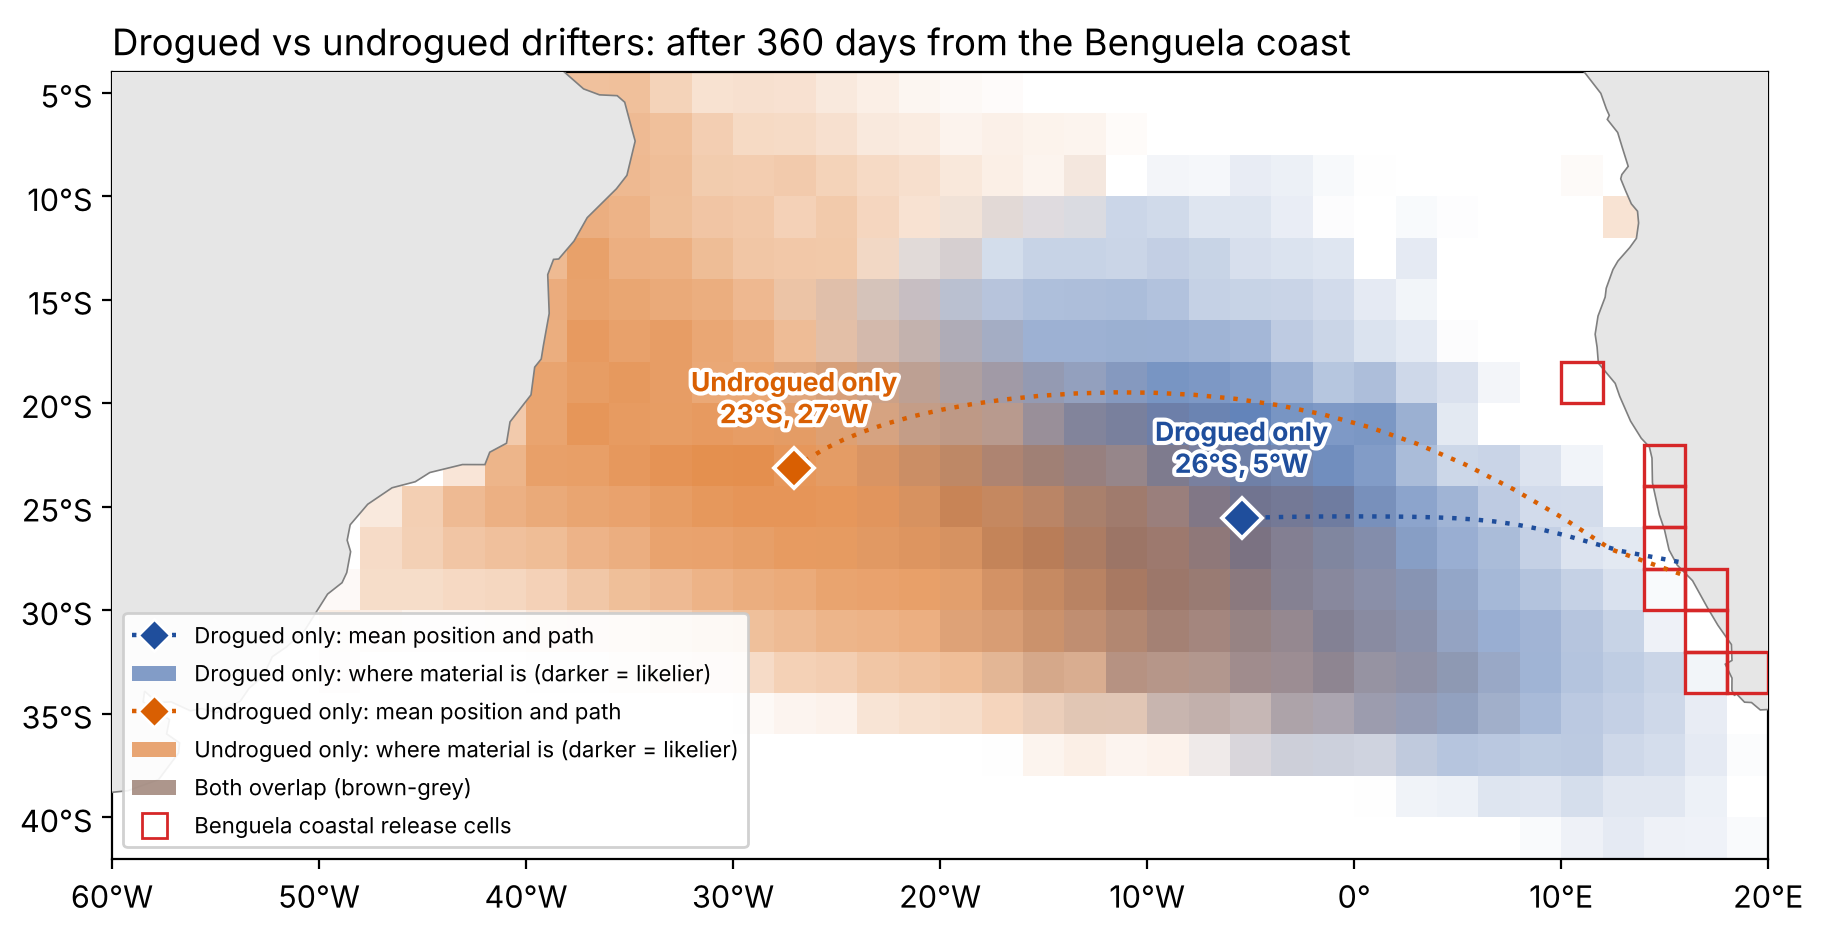 Drogued vs undrogued drifters: after 360 days from the Benguela coast
5°S
10°S
15°S
20°S
25°S
30°S
35°S
40°S
Undrogued only
23°S, 27°W
Drogued only
26°S, 5°W
Drogued only: mean position and path
Drogued only: where material is (darker = likelier)
Undrogued only: mean position and path
Undrogued only: where material is (darker = likelier)
Both overlap (brown-grey)
Benguela coastal release cells
60°W
50°W
40°W
30°W
20°W
10°W
0°
10°E
20°E